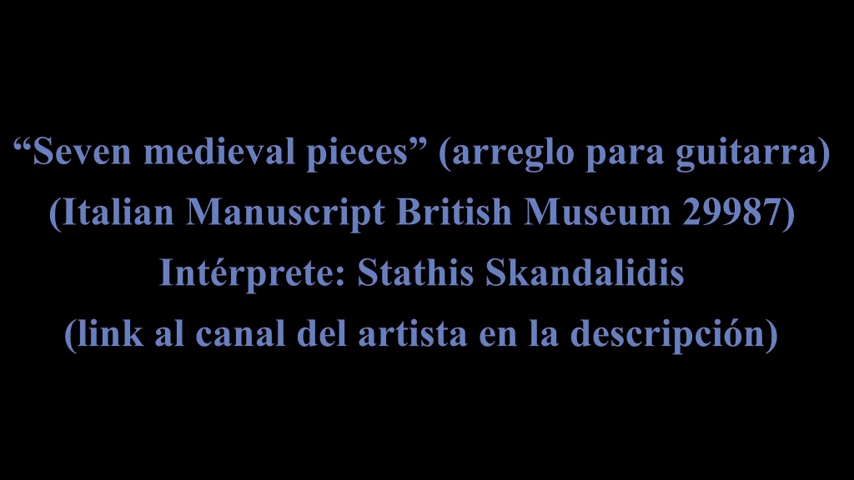 “Seven medieval pieces” (arreglo para guitarra)
(Italian Manuscript British Museum 29987)
Intérprete: Stathis Skandalidis
(link al canal del artista en la descripción)